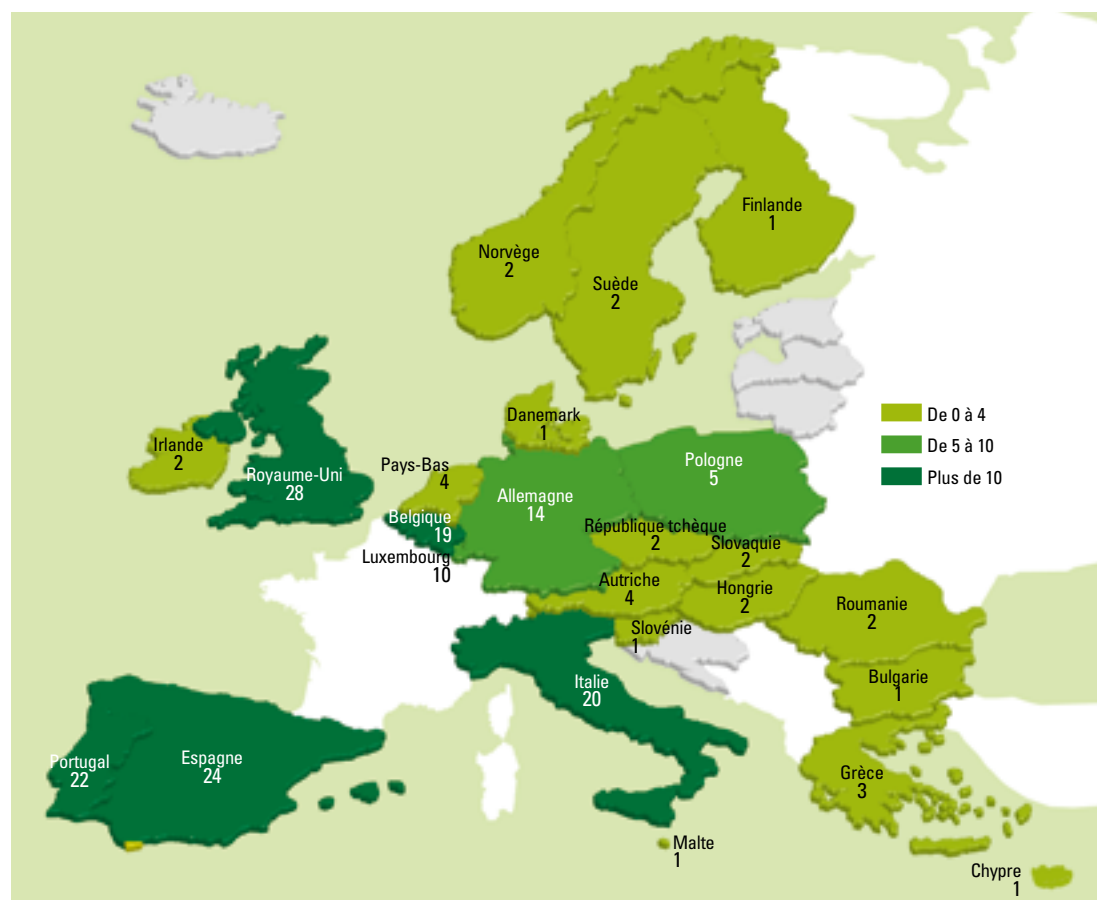 Finlande
1
Norvège
2
Suède
2
Danemark
1
Irlande
2
Royaume-Uni
28
Pays-Bas
4
Belgique
19
Luxembourg
10
Allemagne
14
Pologne
5
République tchèque
2
Slovaquie
2
Autriche
4
Hongrie
2
Slovénie
1
Roumanie
2
Bulgarie
1
Italie
20
Portugal
22
Espagne
24
Grèce
3
Malte
1
Chypre
1
De 0 à 4
De 5 à 10
Plus de 10